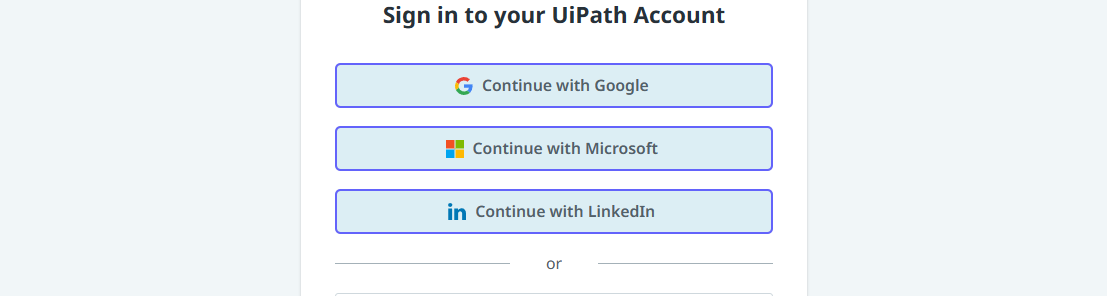 Sign in to your UiPath Account
Continue with Google
Continue with Microsoft
Continue with LinkedIn
or